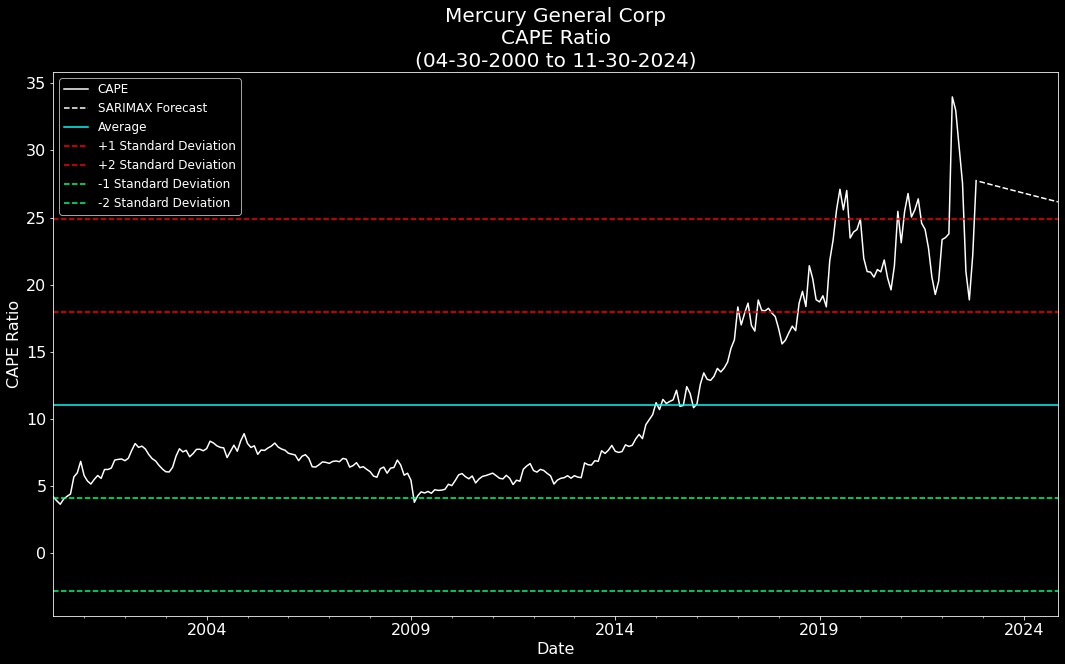 Mercury General Corp
CAPE Ratio
(04-30-2000 to 11-30-2024)
CAPE
SARIMAX Forecast
Average
+1 Standard Deviation
+2 Standard Deviation
-1 Standard Deviation
-2 Standard Deviation
CAPE Ratio
35
30
25
20
15
10
5
0
2004
2009
2014
2019
2024
Date